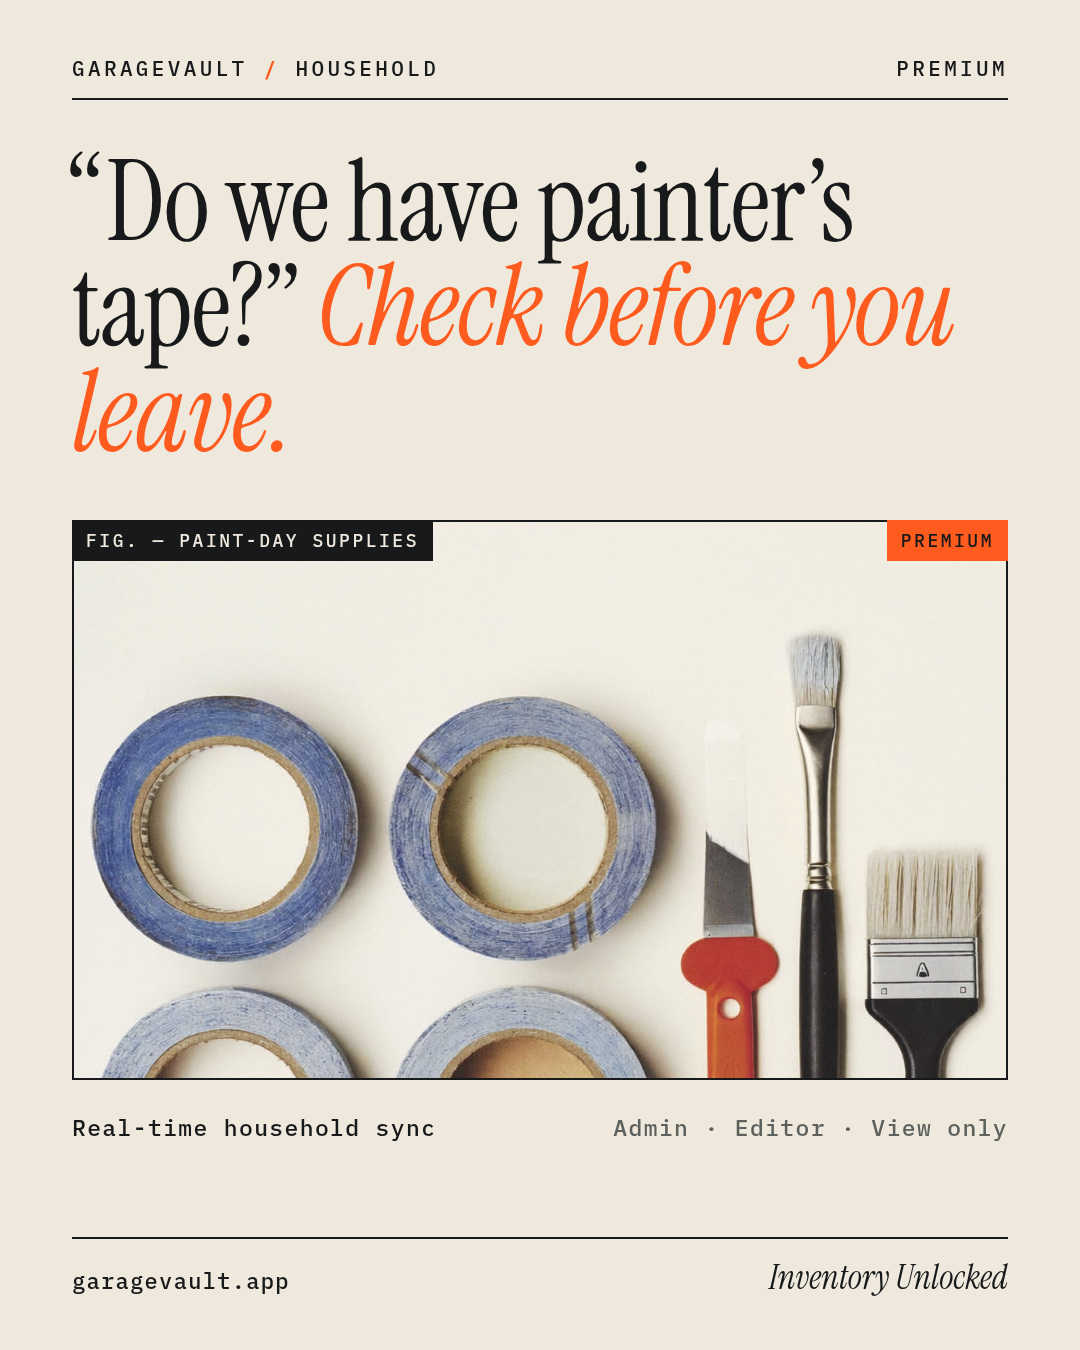 GARAGEVAULT / HOUSEHOLD
PREMIUM
“Do we have painter’s
tape?” Check before you
leave.
FIG. — PAINT-DAY SUPPLIES
PREMIUM
Real-time household sync
Admin · Editor · View only
garagevault.app
Inventory Unlocked